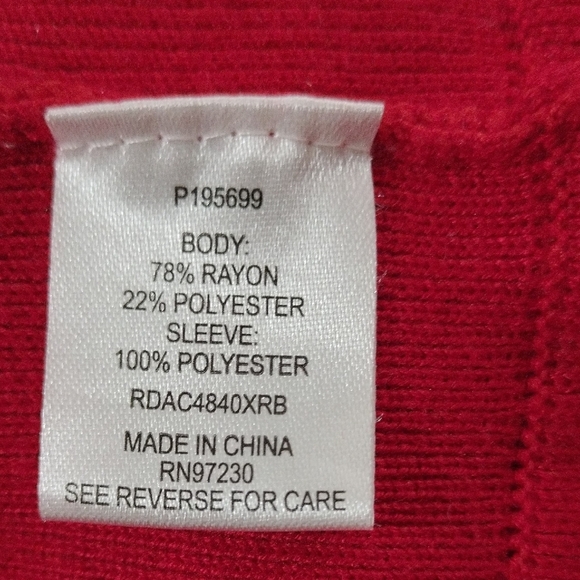 P195699
BODY:
78% RAYON
22% POLYESTER
SLEEVE:
100% POLYESTER
RDAC4840XRB
MADE IN CHINA
RN97230
SEE REVERSE FOR CARE